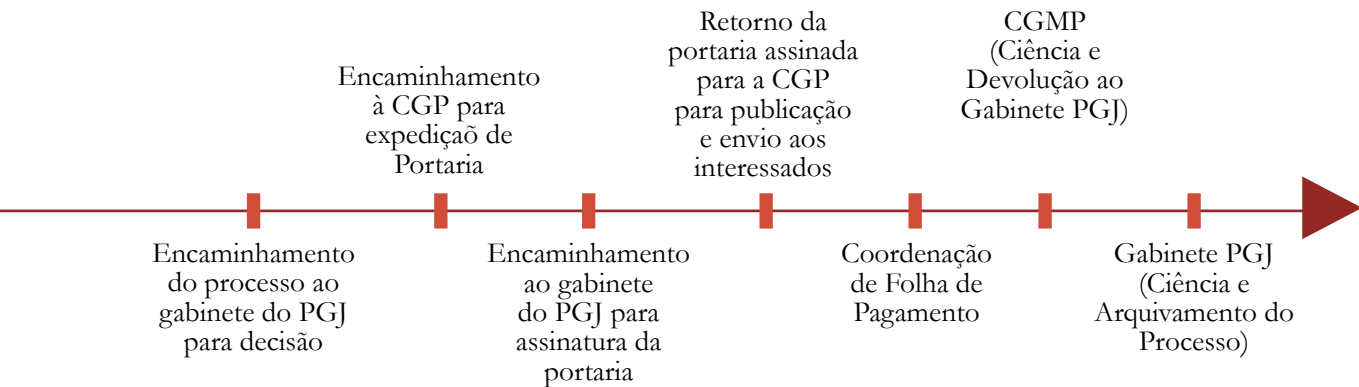 Encaminhamento
do processo ao
gabinete do PGJ
para decisão
Encaminhamento
à CGP para
expediçaõ de
Portaria
Encaminhamento
ao gabinete
do PGJ para
assinatura da
portaria
Retorno da
portaria assinada
para a CGP
para publicação
e envio aos
interessados
Coordenação
de Folha de
Pagamento
CGMP
(Ciência e
Devolução ao
Gabinete PGJ)
Gabinete PGJ
(Ciência e
Arquivamento do
Processo)